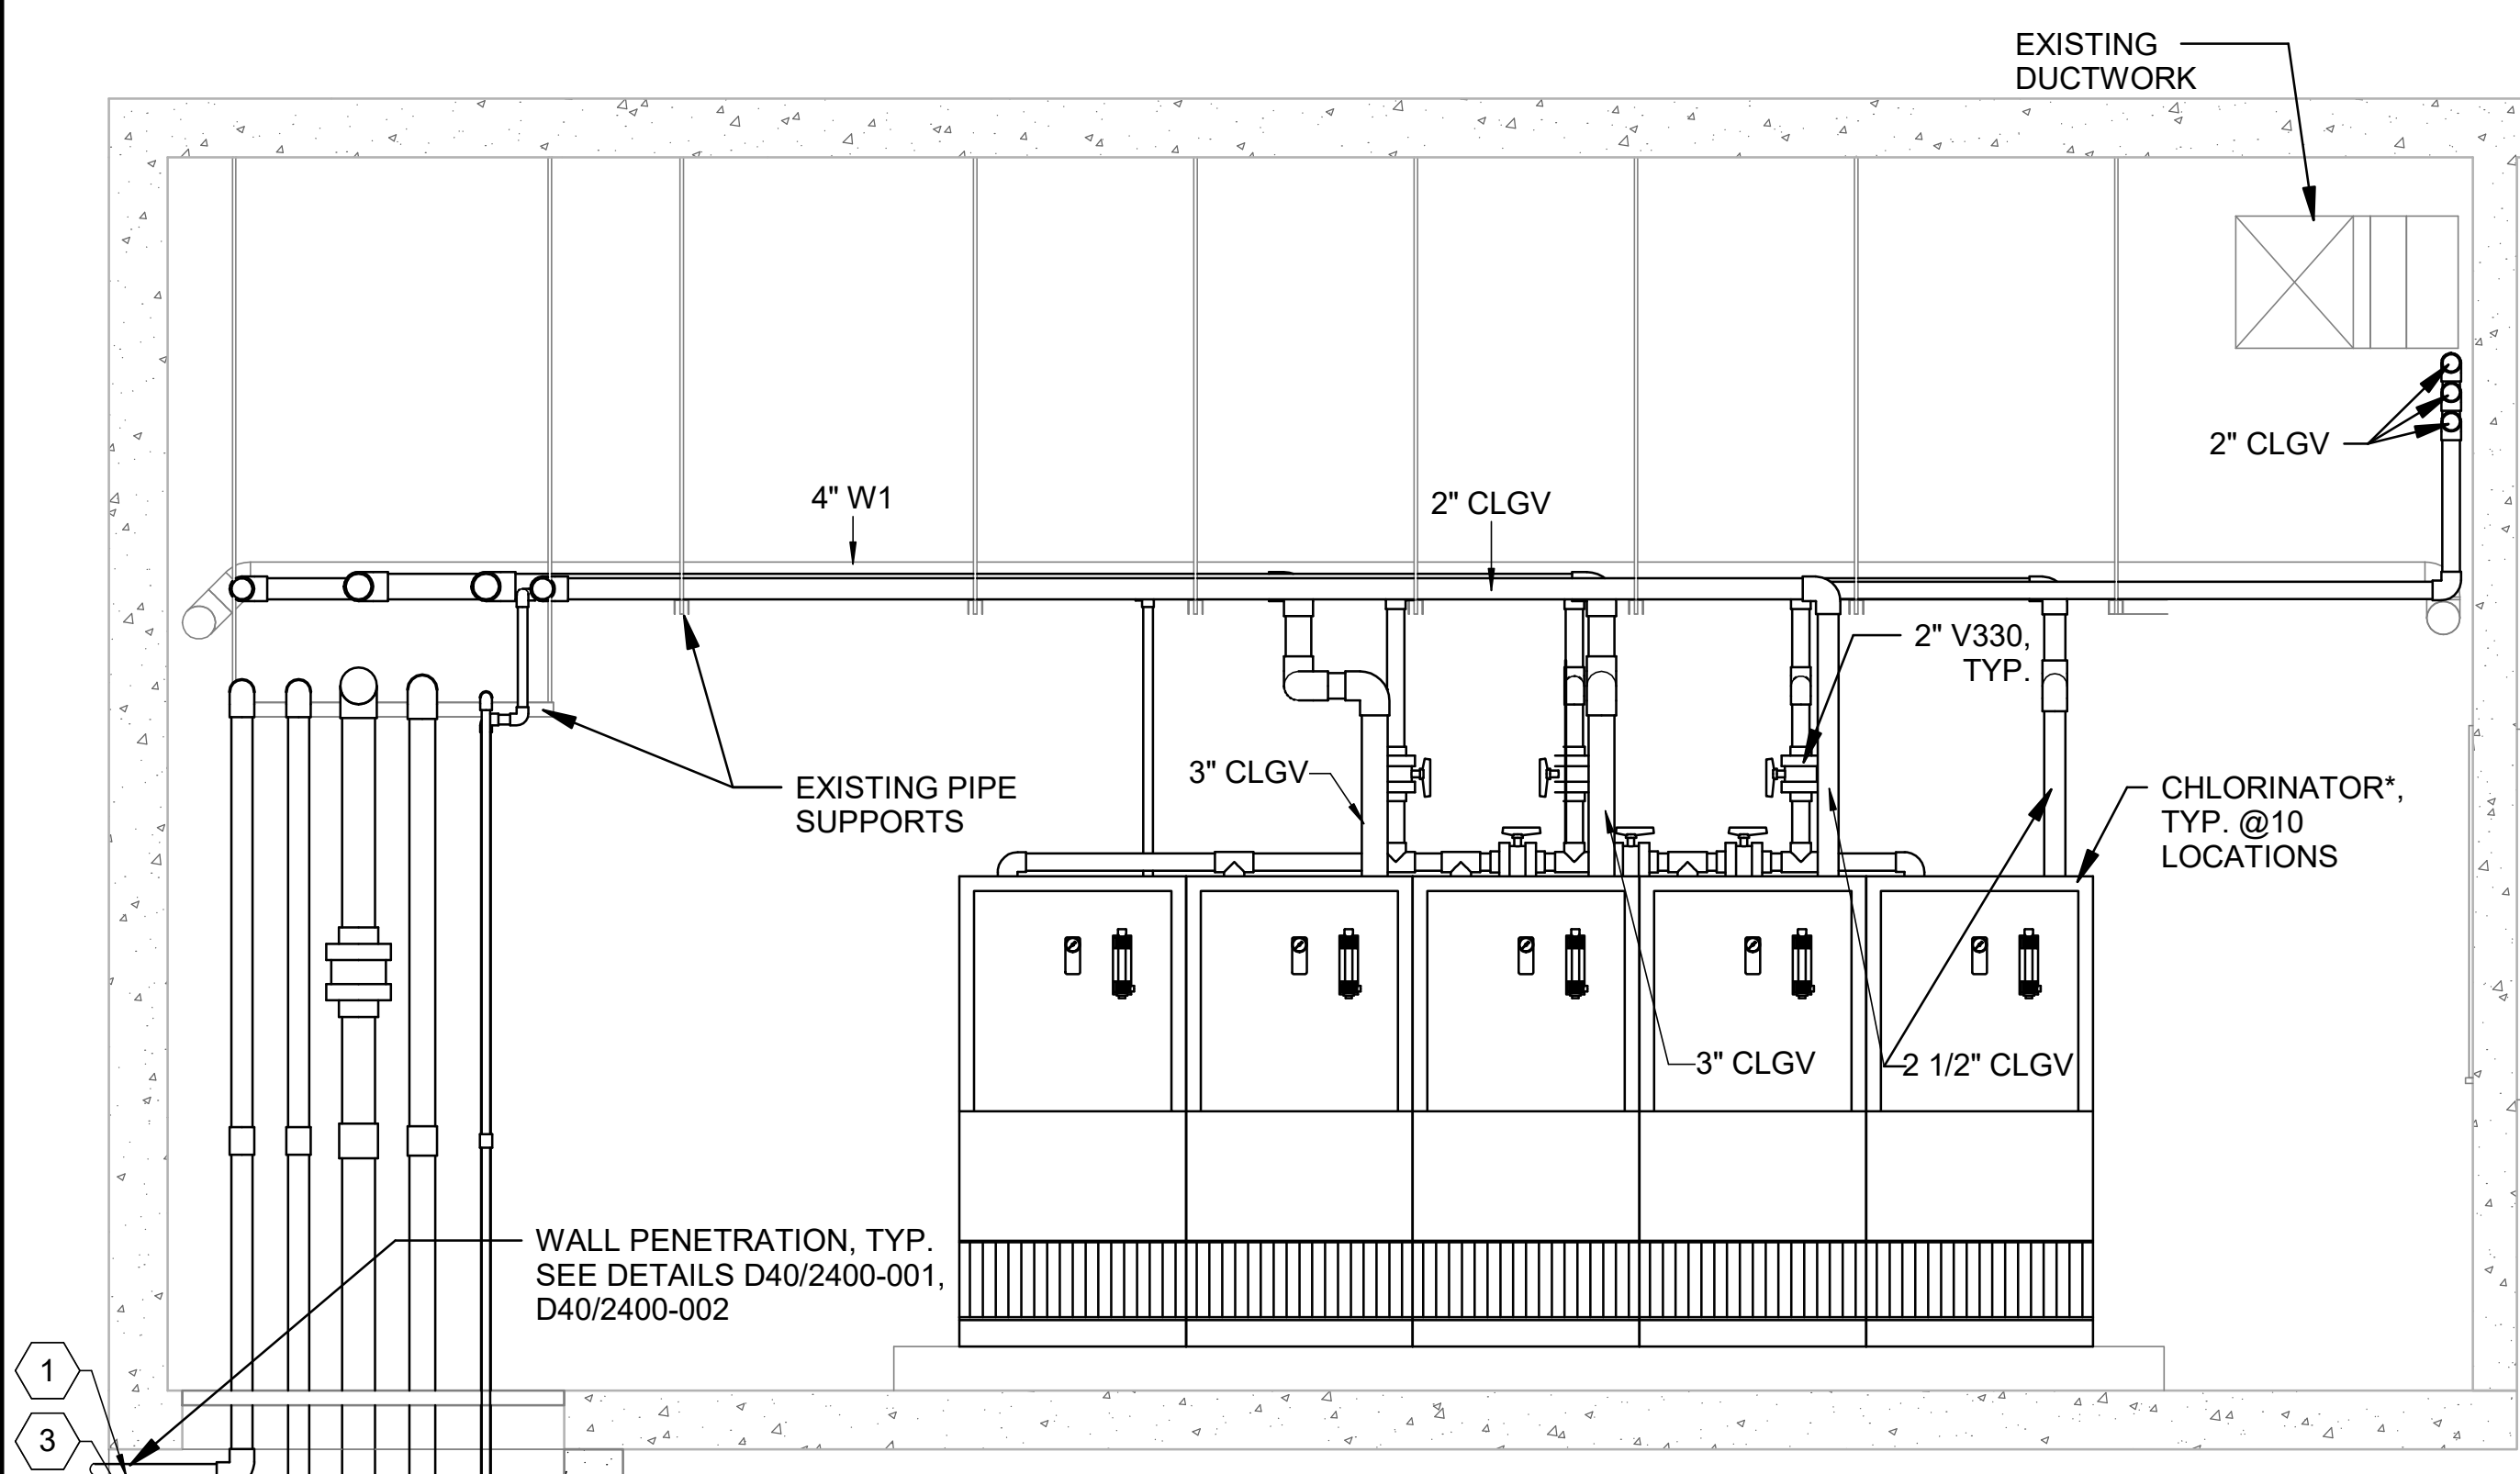 EXISTING
DUCTWORK
2" CLGV
4" W1
2" CLGV
2" V330,
TYP.
3" CLGV
EXISTING PIPE
SUPPORTS
CHLORINATOR*,
TYP. @10
LOCATIONS
3" CLGV
2 1/2" CLGV
WALL PENETRATION, TYP.
SEE DETAILS D40/2400-001,
D40/2400-002
1
3